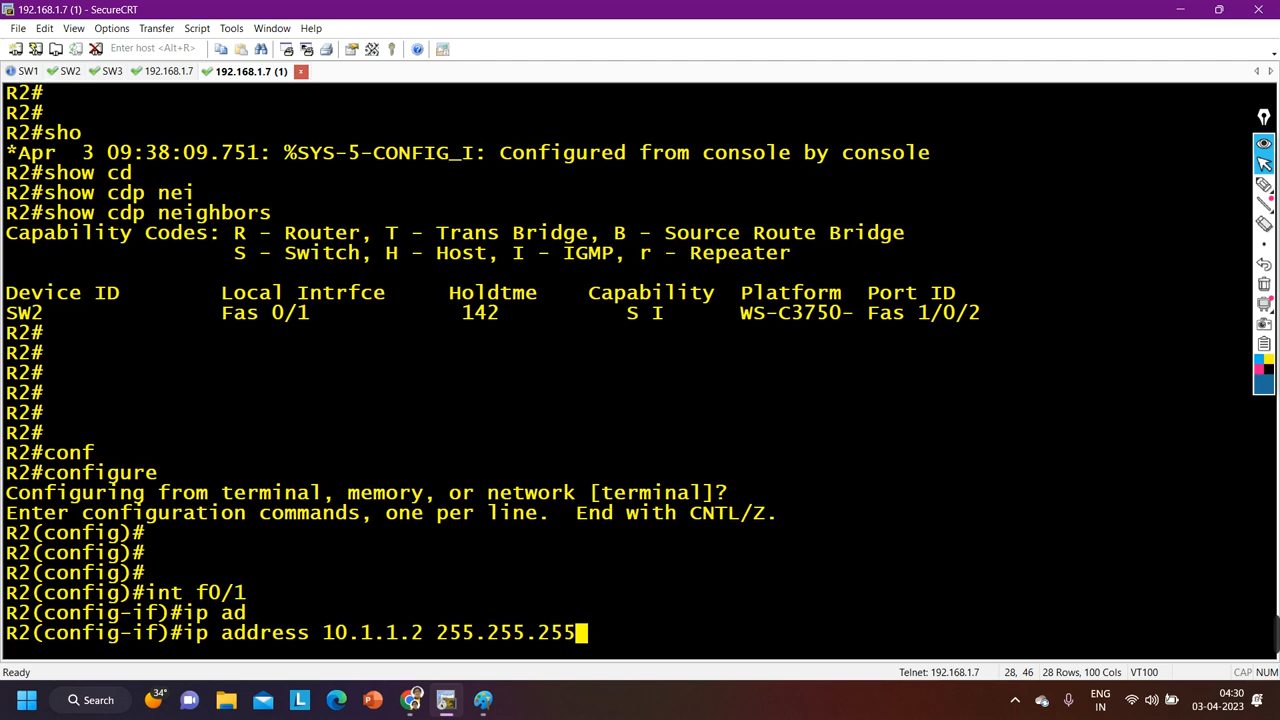 192.168.1.7 (1) - SecureCRT
File Edit View Options Transfer Script Tools Window Help
Enter host <Alt+R>
SW1 SW2 SW3 192.168.1.7 192.168.1.7 (1) x
R2#
R2#
R2#sho
*Apr  3 09:38:09.751: %SYS-5-CONFIG_I: Configured from console by console
R2#show cd
R2#show cdp nei
R2#show cdp neighbors
Capability Codes: R - Router, T - Trans Bridge, B - Source Route Bridge
S - Switch, H - Host, I - IGMP, r - Repeater
Device ID Local Intrfce Holdtme Capability Platform Port ID
SW2 Fas 0/1 142 S I WS-C3750- Fas 1/0/2
R2#
R2#
R2#
R2#
R2#
R2#
R2#conf
R2#configure
Configuring from terminal, memory, or network [terminal]?
Enter configuration commands, one per line.  End with CNTL/Z.
R2(config)#
R2(config)#
R2(config)#
R2(config)#int f0/1
R2(config-if)#ip ad
R2(config-if)#ip address 10.1.1.2 255.255.255
Ready Telnet: 192.168.1.7 28, 46 28 Rows, 100 Cols VT100 CAP NUM
Search 34° L ENG 04:30
IN 03-04-2023